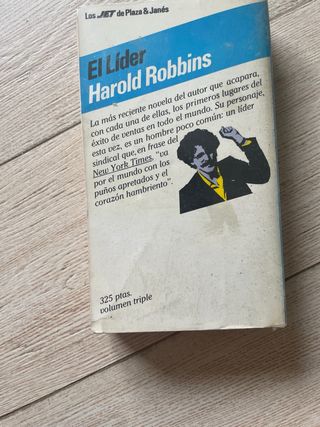 Los JET de Plaza & Janés
El Líder
Harold Robbins
La más reciente novela del autor que acapara,
con cada una de ellas, los primeros lugares del
éxito de ventas en todo el mundo. Su personaje,
esta vez, es un hombre poco común: un líder
sindical que, en frase del
New York Times, "va
por el mundo con los
puños apretados y el
corazón hambriento".
325 ptas.
volumen triple